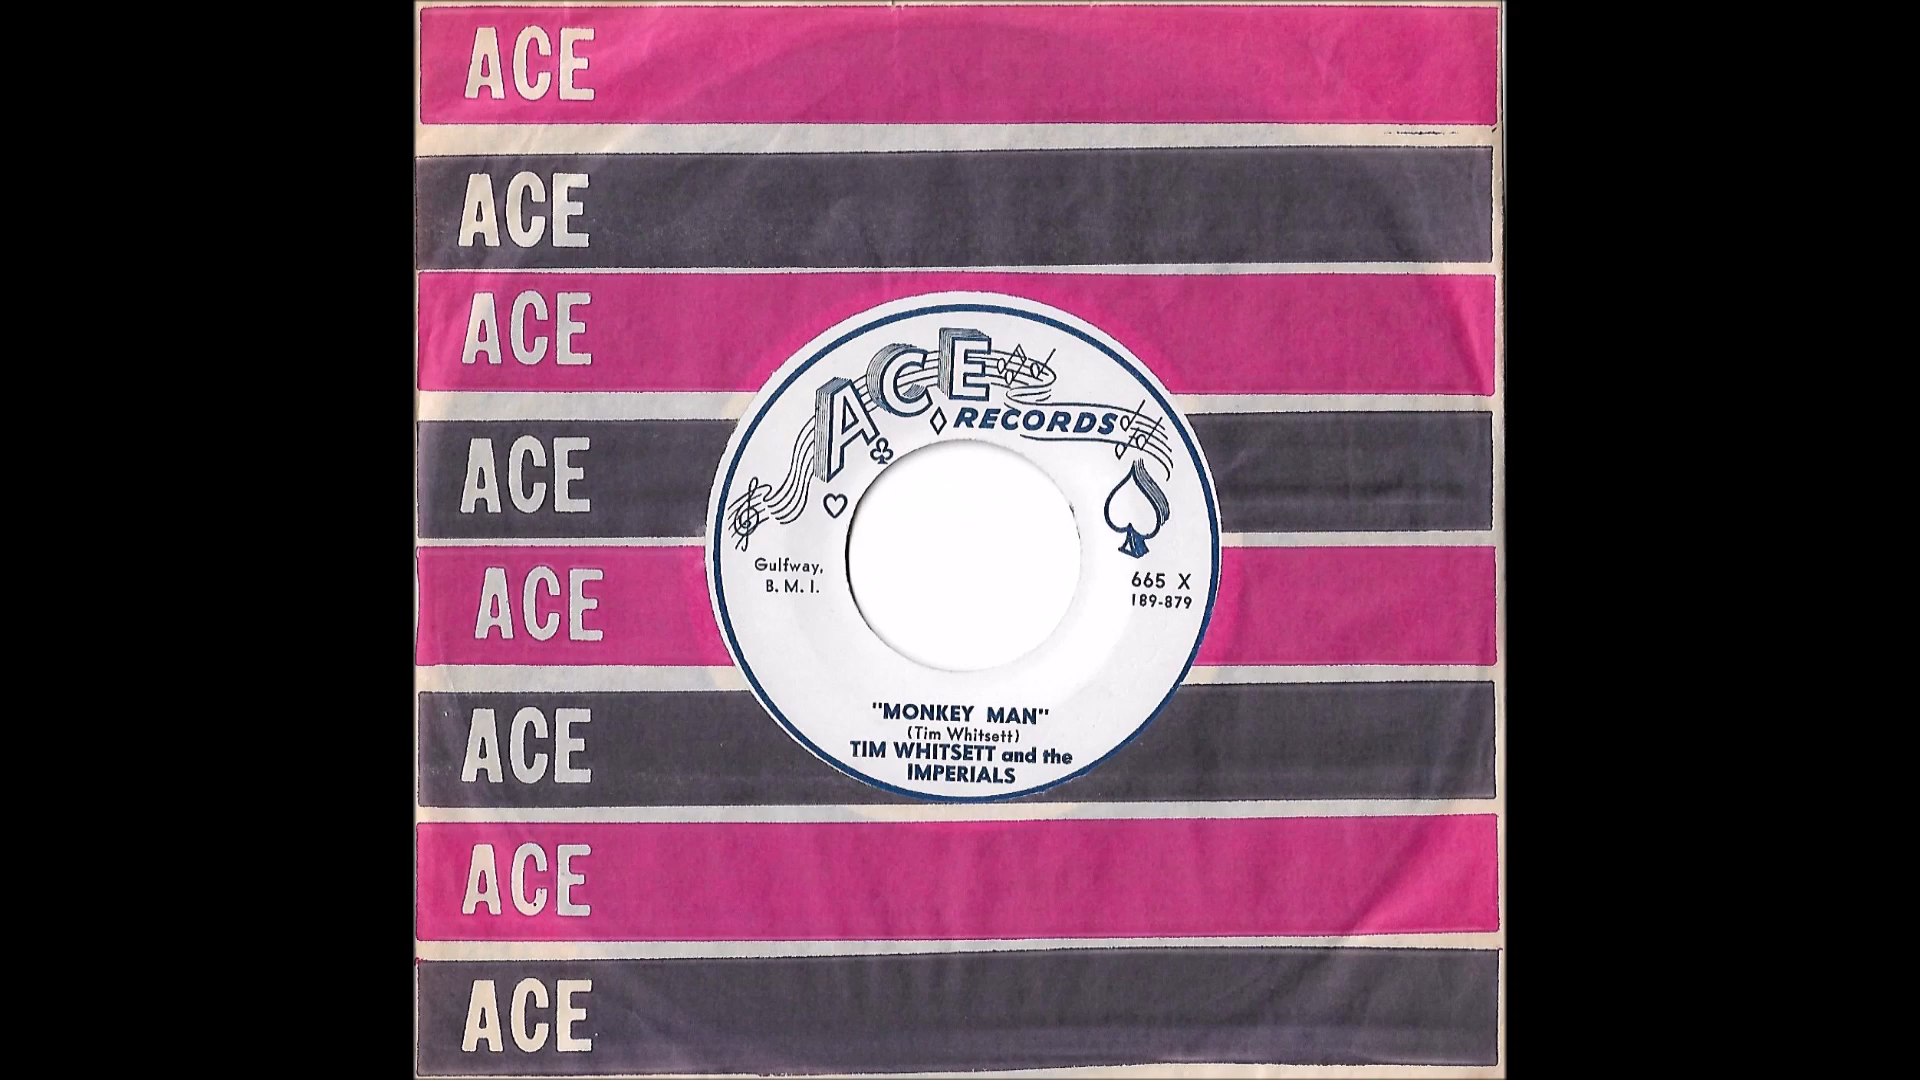 ACE
ACE
ACE
ACE
RECORDS
ACE
Gulfway,
B. M. I.
665 X
189-879
ACE
"MONKEY MAN"
(Tim Whitsett)
TIM WHITSETT and the
IMPERIALS
ACE
ACE
ACE